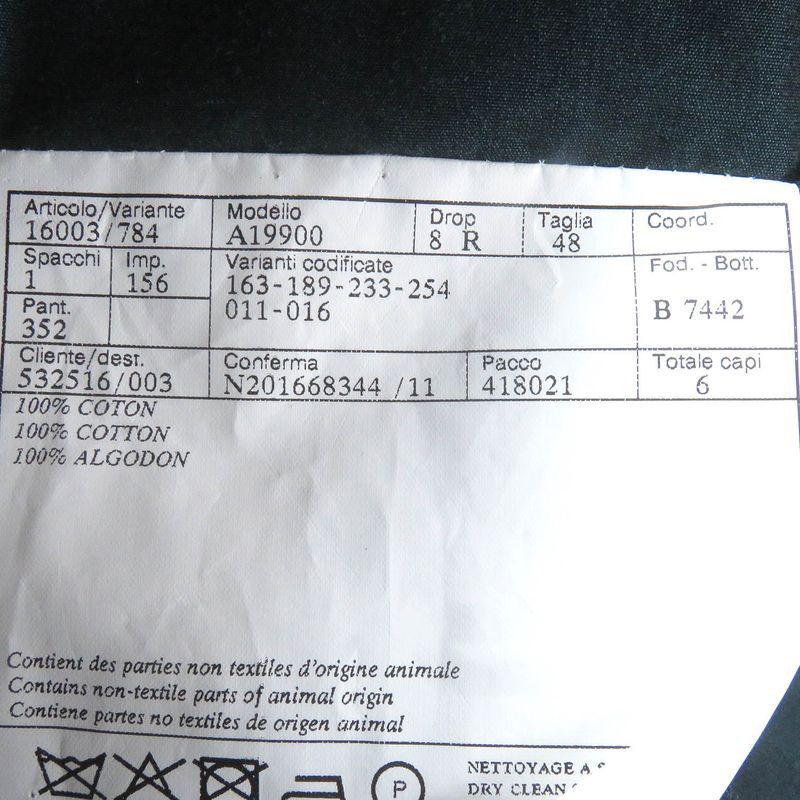 Articolo/Variante Modello Drop Taglia Coord.
16003/784 A19900 8 R 48
Spacchi Imp. Varianti codificate Fod. - Bott.
1 156 163-189-233-254
Pant. 011-016 B 7442
352
Cliente/dest. Conferma Pacco Totale capi
532516/003 N201668344 /11 418021 6
100% COTON
100% COTTON
100% ALGODON
Contient des parties non textiles d'origine animale
Contains non-textile parts of animal origin
Contiene partes no textiles de origen animal
P NETTOYAGE A
DRY CLEAN